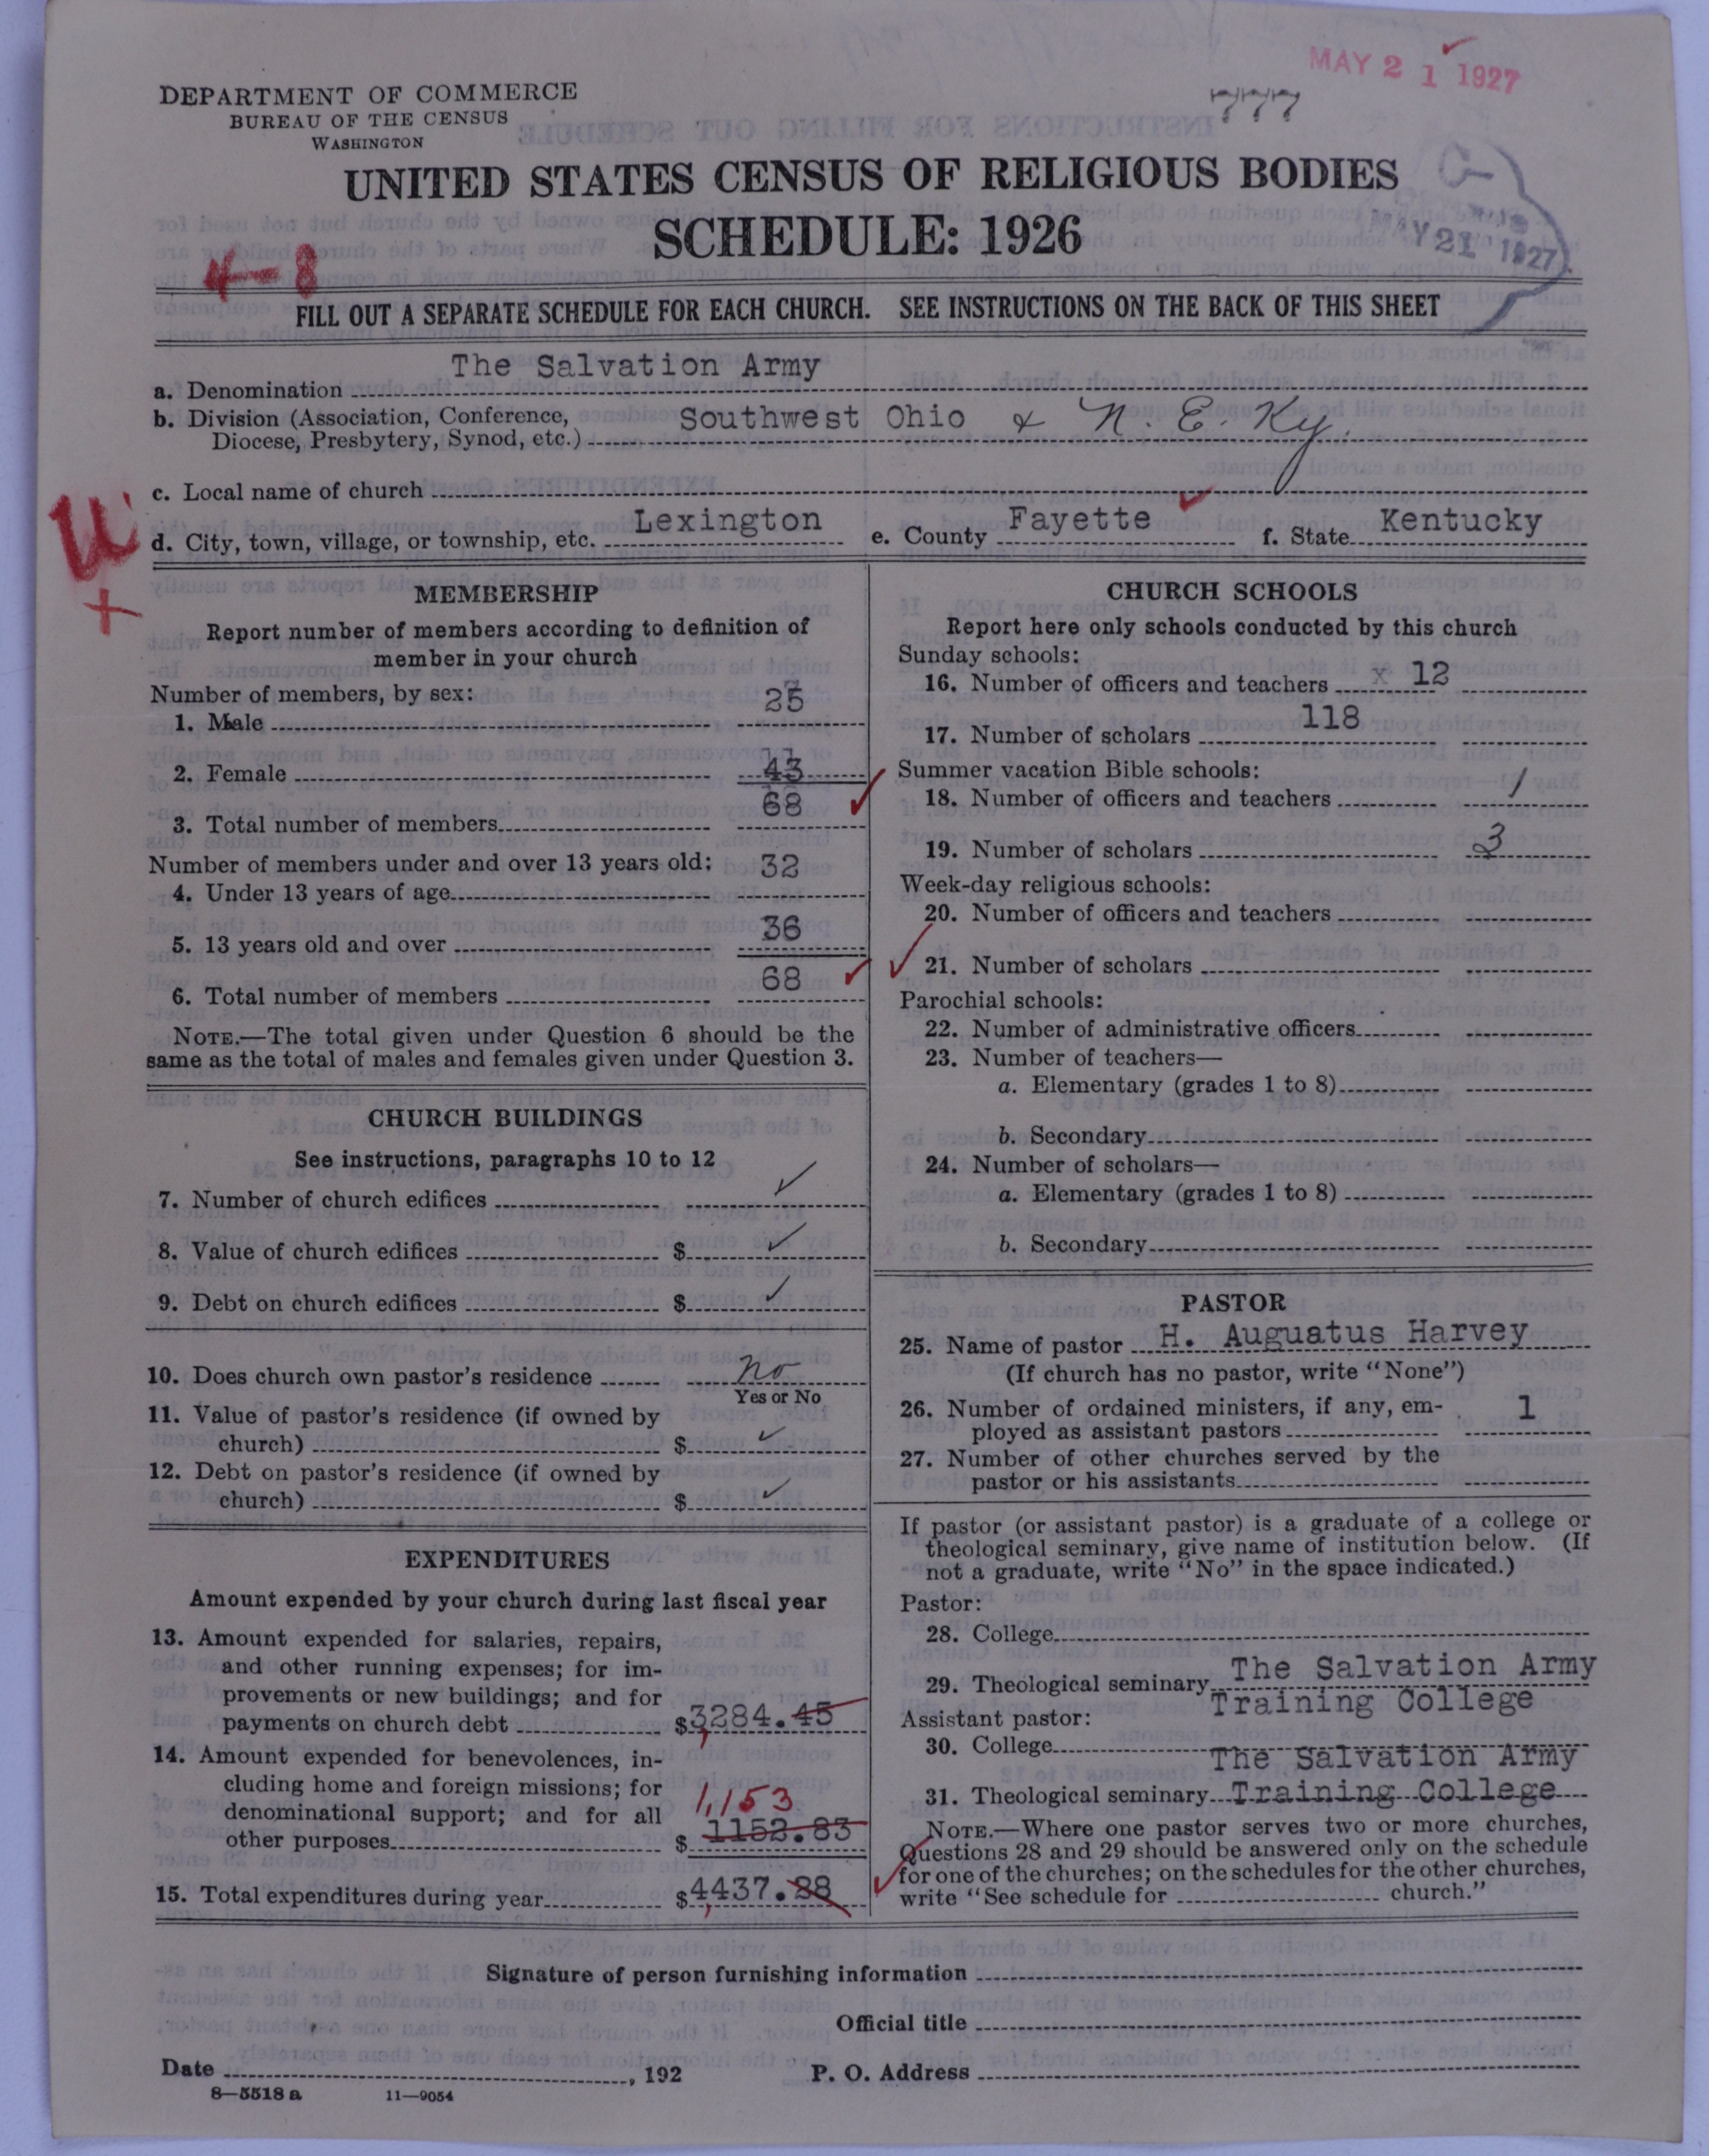 MAY 21 1927
DEPARTMENT OF COMMERCE
BUREAU OF THE CENSUS
WASHINGTON
777
UNITED STATES CENSUS OF RELIGIOUS BODIES
SCHEDULE: 1926
MAY 21 1927
4-8
FILL OUT A SEPARATE SCHEDULE FOR EACH CHURCH. SEE INSTRUCTIONS ON THE BACK OF THIS SHEET
a. Denomination The Salvation Army
b. Division (Association, Conference,
Diocese, Presbytery, Synod, etc.) Southwest Ohio & N. E. Ky.
c. Local name of church
U
d. City, town, village, or township, etc. Lexington e. County Fayette f. State Kentucky
+
MEMBERSHIP
Report number of members according to definition of
member in your church
Number of members, by sex:
1. Male 25
2. Female 43
3. Total number of members 68
Number of members under and over 13 years old:
4. Under 13 years of age 32
5. 13 years old and over 36
6. Total number of members 68
NOTE.—The total given under Question 6 should be the
same as the total of males and females given under Question 3.
CHURCH BUILDINGS
See instructions, paragraphs 10 to 12
7. Number of church edifices ✓
8. Value of church edifices $ ✓
9. Debt on church edifices $ ✓
10. Does church own pastor's residence no
Yes or No
11. Value of pastor's residence (if owned by
church) $ ✓
12. Debt on pastor's residence (if owned by
church) $ ✓
EXPENDITURES
Amount expended by your church during last fiscal year
13. Amount expended for salaries, repairs,
and other running expenses; for im-
provements or new buildings; and for
payments on church debt $3,284.45
14. Amount expended for benevolences, in-
cluding home and foreign missions; for
denominational support; and for all 1,153
other purposes $ 1152.83
15. Total expenditures during year $4,437.28
CHURCH SCHOOLS
Report here only schools conducted by this church
Sunday schools:
16. Number of officers and teachers x 12
17. Number of scholars 118
Summer vacation Bible schools:
18. Number of officers and teachers 1
19. Number of scholars 3
Week-day religious schools:
20. Number of officers and teachers
21. Number of scholars
Parochial schools:
22. Number of administrative officers
23. Number of teachers—
a. Elementary (grades 1 to 8)
b. Secondary
24. Number of scholars—
a. Elementary (grades 1 to 8)
b. Secondary
PASTOR
25. Name of pastor H. Auguatus Harvey
(If church has no pastor, write "None")
26. Number of ordained ministers, if any, em-
ployed as assistant pastors 1
27. Number of other churches served by the
pastor or his assistants
If pastor (or assistant pastor) is a graduate of a college or
theological seminary, give name of institution below. (If
not a graduate, write "No" in the space indicated.)
Pastor:
28. College
29. Theological seminary The Salvation Army
Training College
Assistant pastor:
30. College
The Salvation Army
31. Theological seminary Training College
NOTE.—Where one pastor serves two or more churches,
Questions 28 and 29 should be answered only on the schedule
for one of the churches; on the schedules for the other churches,
write "See schedule for church."
Signature of person furnishing information
Official title
Date , 192 P. O. Address
8—5518 a 11—9054